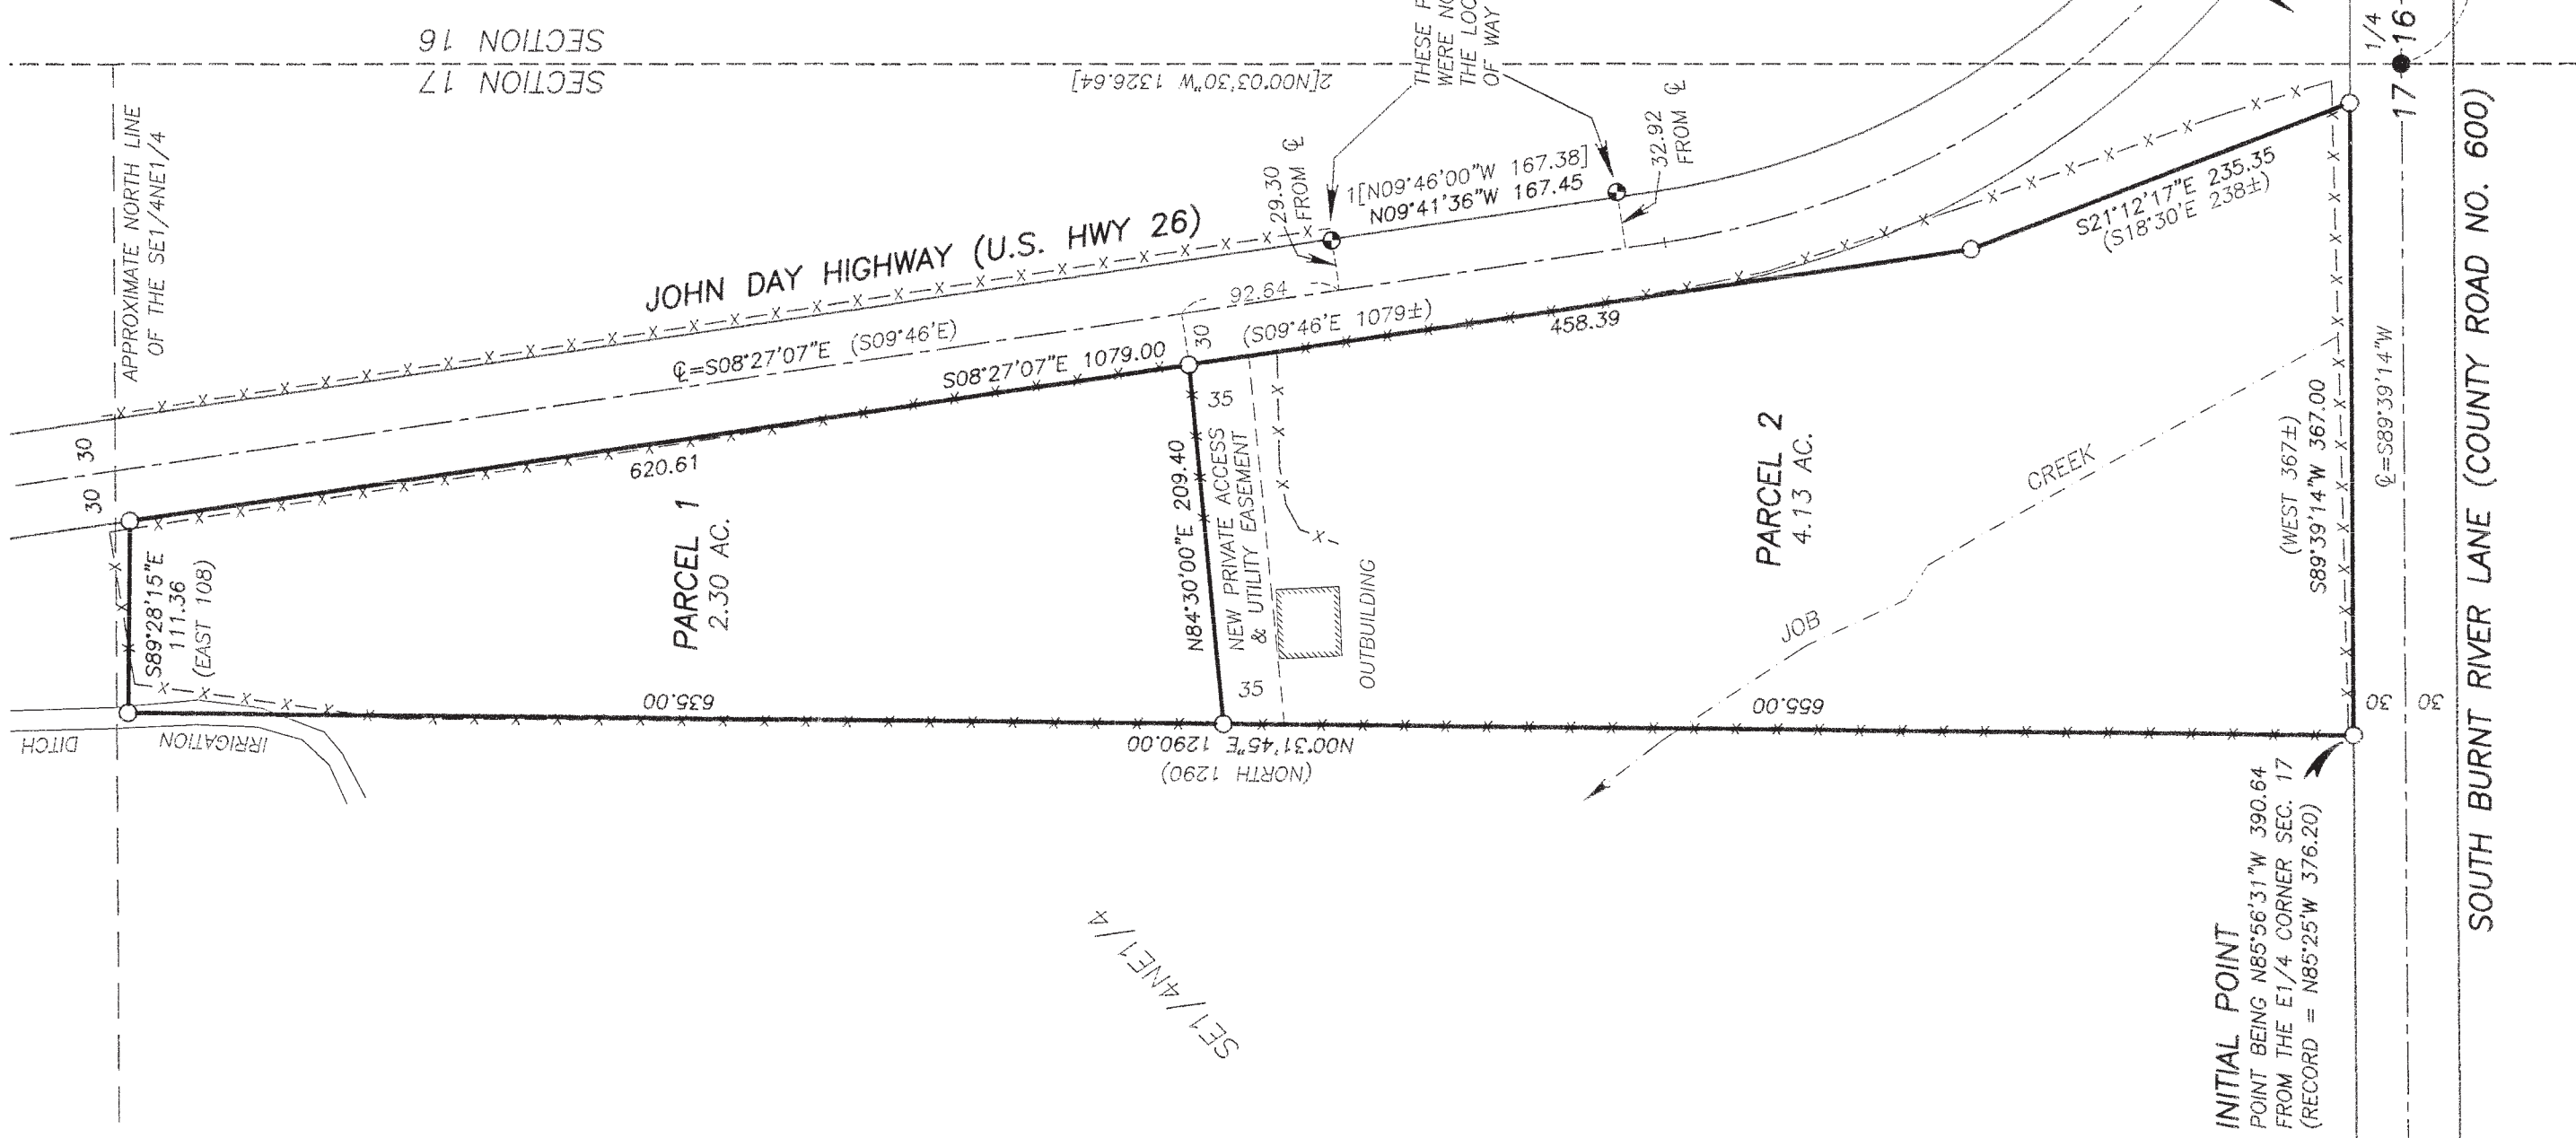 SECTION 16
SECTION 17
2[N00°03'30"W 1326.64]
THESE
WERE
THE
OF WAY
1/4
16
17
APPROXIMATE NORTH LINE
OF THE SE1/4NE1/4
JOHN DAY HIGHWAY (U.S. HWY 26)
29.30
FROM ℄
1[N09°46'00"W 167.38]
N09°41'36"W 167.45
32.92
FROM ℄
S21°12'17"E 235.35
(S18°30'E 238±)
℄=S08°27'07"E (S09°46'E)
92.64
30
(S09°46'E 1079±)
458.39
S08°27'07"E 1079.00
30
30
620.61
S89°28'15"E
111.36
(EAST 108)
PARCEL 1
2.30 AC.
N84°30'00"E 209.40
35
NEW PRIVATE ACCESS
& UTILITY EASEMENT
35
OUTBUILDING
PARCEL 2
4.13 AC.
JOB
CREEK
(WEST 367±)
S89°39'14"W 367.00
℄=S89°39'14"W
30
30
SOUTH BURNT RIVER LANE (COUNTY ROAD NO. 600)
635.00
655.00
N00°31'45"E 1290.00
(NORTH 1290)
IRRIGATION
DITCH
SE1/4NE1/4
INITIAL POINT
POINT BEING N85°56'31"W 390.64
FROM THE E1/4 CORNER SEC. 17
(RECORD = N85°25'W 376.20)